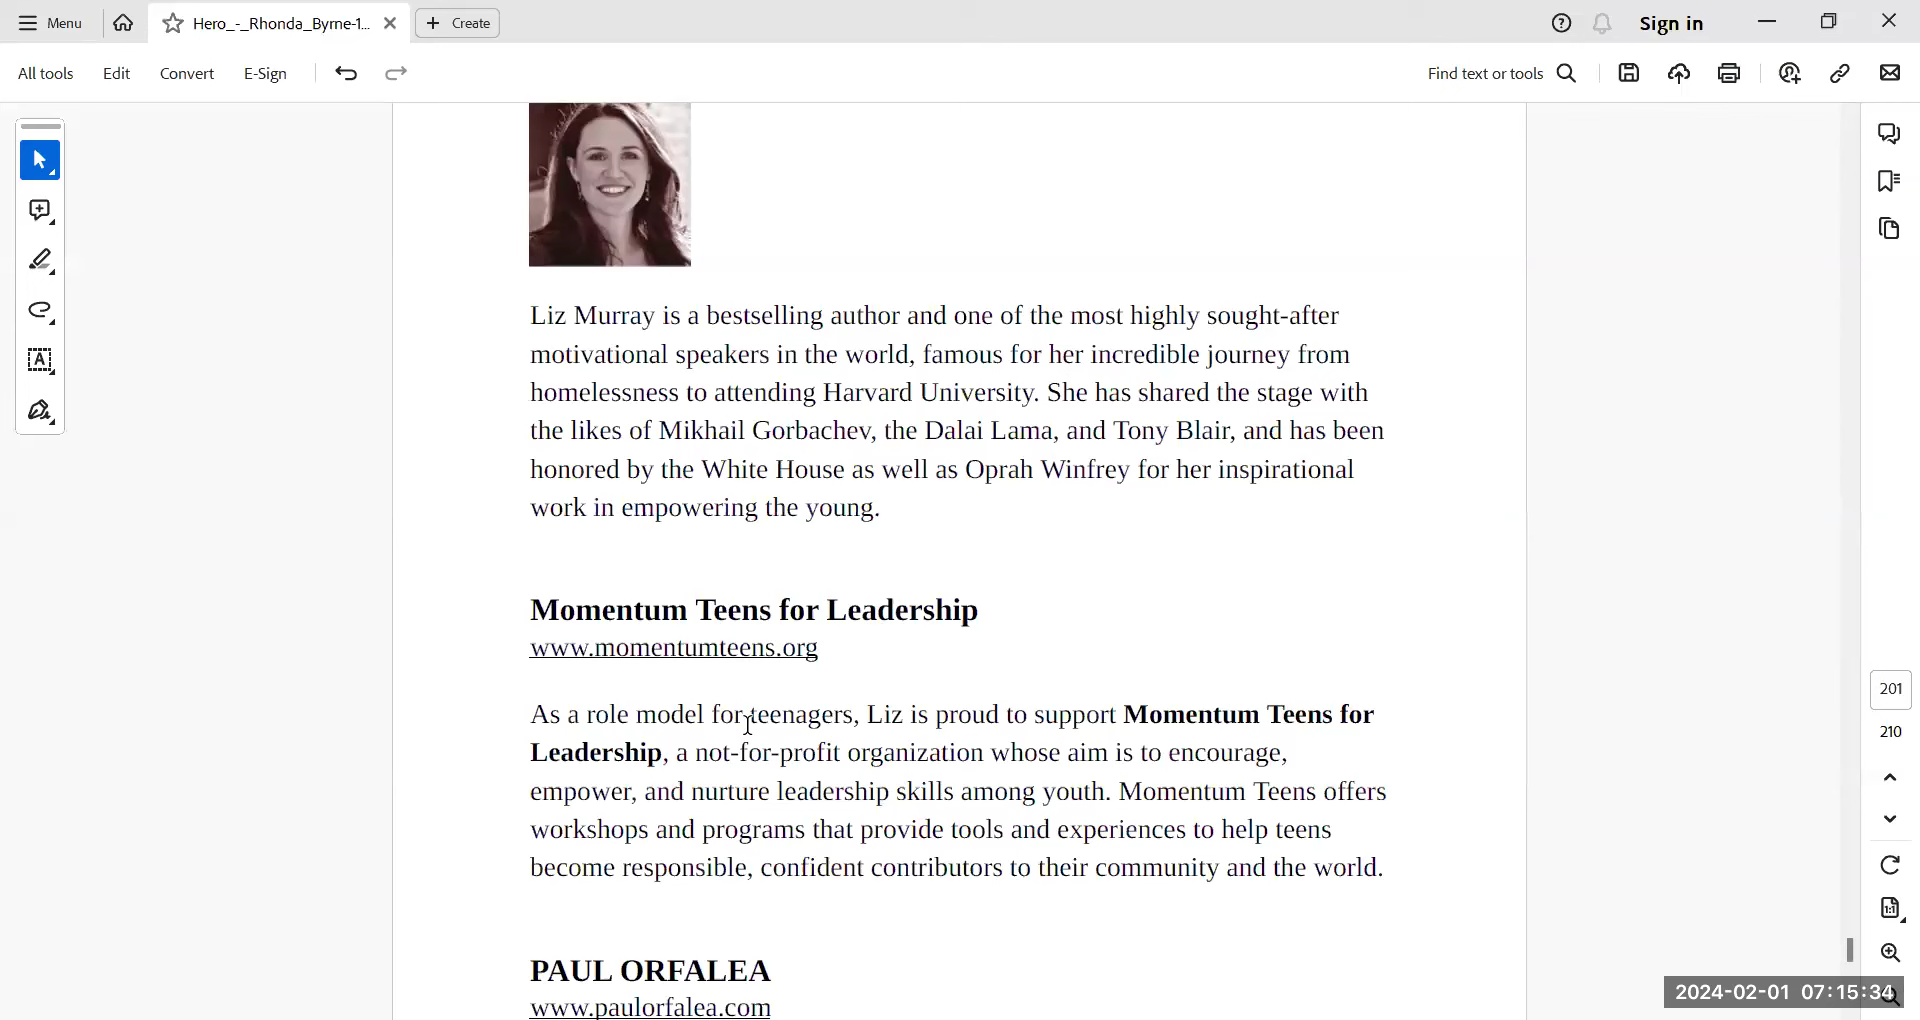 Menu
Hero_-_Rhonda_Byrne-1...
Create
Sign in
All tools
Edit
Convert
E-Sign
Find text or tools
Liz Murray is a bestselling author and one of the most highly sought-after
motivational speakers in the world, famous for her incredible journey from
homelessness to attending Harvard University. She has shared the stage with
the likes of Mikhail Gorbachev, the Dalai Lama, and Tony Blair, and has been
honored by the White House as well as Oprah Winfrey for her inspirational
work in empowering the young.
Momentum Teens for Leadership
www.momentumteens.org
As a role model for teenagers, Liz is proud to support Momentum Teens for
Leadership, a not-for-profit organization whose aim is to encourage,
empower, and nurture leadership skills among youth. Momentum Teens offers
workshops and programs that provide tools and experiences to help teens
become responsible, confident contributors to their community and the world.
PAUL ORFALEA
www.paulorfalea.com
201
210
2024-02-01 07:15:34